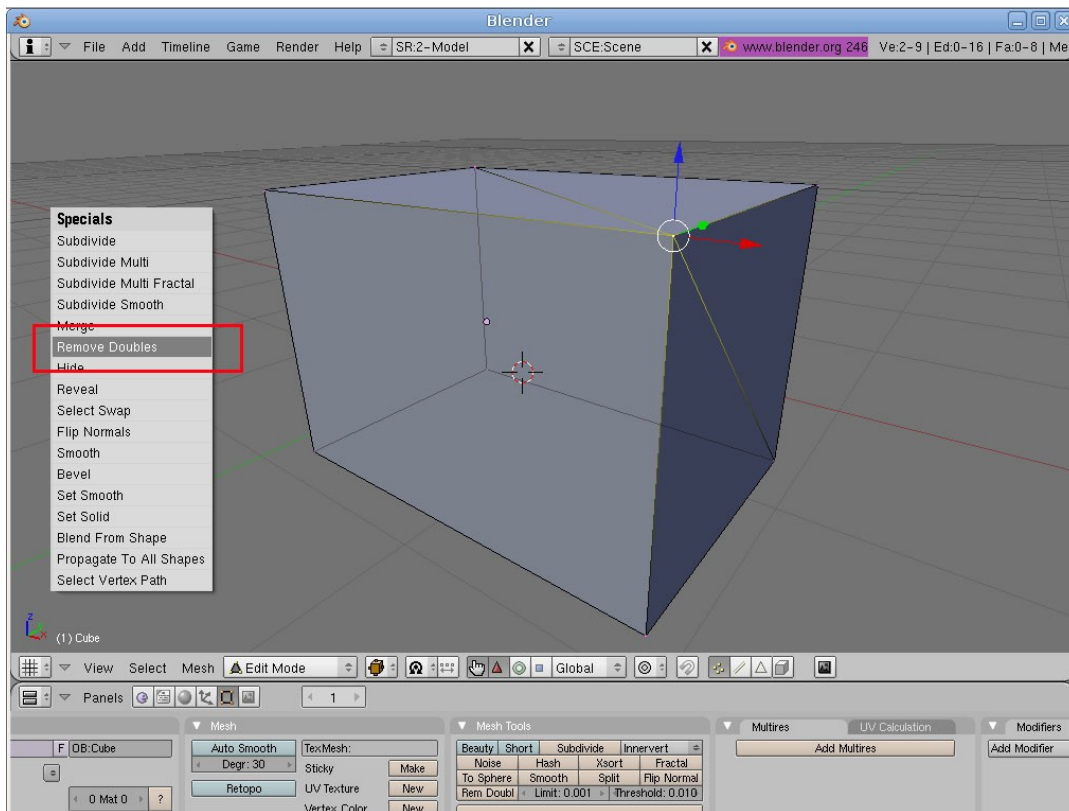 Blender
File Add Timeline Game Render Help SR:2-Model SCE:Scene www.blender.org 246 Ve:2-9 | Ed:0-16 | Fa:0-8 | Me
Specials
Subdivide
Subdivide Multi
Subdivide Multi Fractal
Subdivide Smooth
Merge
Remove Doubles
Hide
Reveal
Select Swap
Flip Normals
Smooth
Bevel
Set Smooth
Set Solid
Blend From Shape
Propagate To All Shapes
Select Vertex Path
z
x
(1) Cube
View Select Mesh Edit Mode Global
Panels 1
Mesh Mesh Tools Multires UV Calculation Modifiers
F OB:Cube Auto Smooth TexMesh: Beauty Short Subdivide Innervert Add Multires Add Modifier
Degr: 30 Sticky Make Noise Hash Xsort Fractal
Retopo UV Texture New To Sphere Smooth Split Flip Normal
0 Mat 0 ? Vertex Color New Rem Doubl Limit: 0.001 Threshold: 0.010